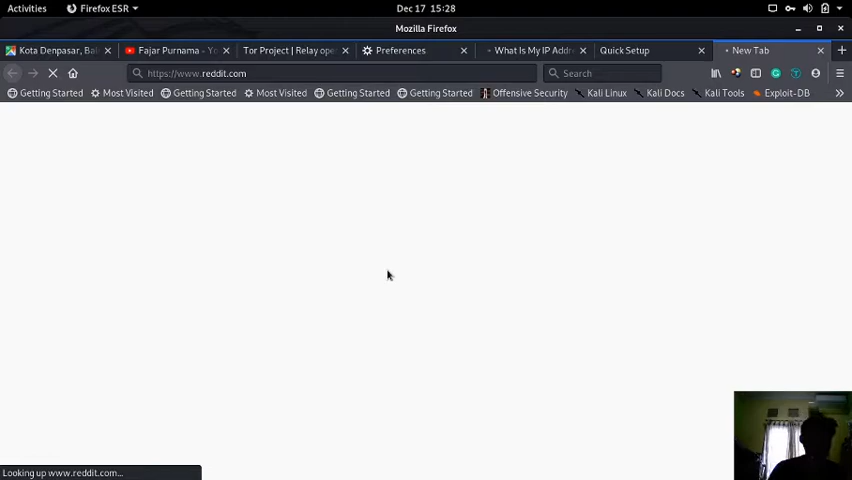 Activities Firefox ESR Dec 17 15:28
Mozilla Firefox
Kota Denpasar, Bal Fajar Purnama - Yo Tor Project | Relay ope Preferences What Is My IP Addre Quick Setup New Tab
https://www.reddit.com Search
Getting Started Most Visited Getting Started Most Visited Getting Started Getting Started Offensive Security Kali Linux Kali Docs Kali Tools Exploit-DB
Looking up www.reddit.com...